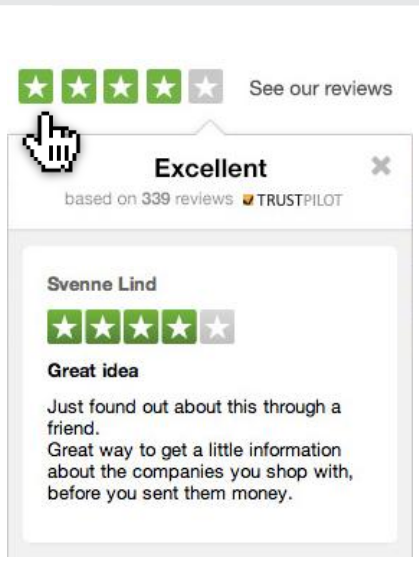 See our reviews
Excellent
based on 339 reviews TRUSTPILOT
Svenne Lind
Great idea
Just found out about this through a
friend.
Great way to get a little information
about the companies you shop with,
before you sent them money.